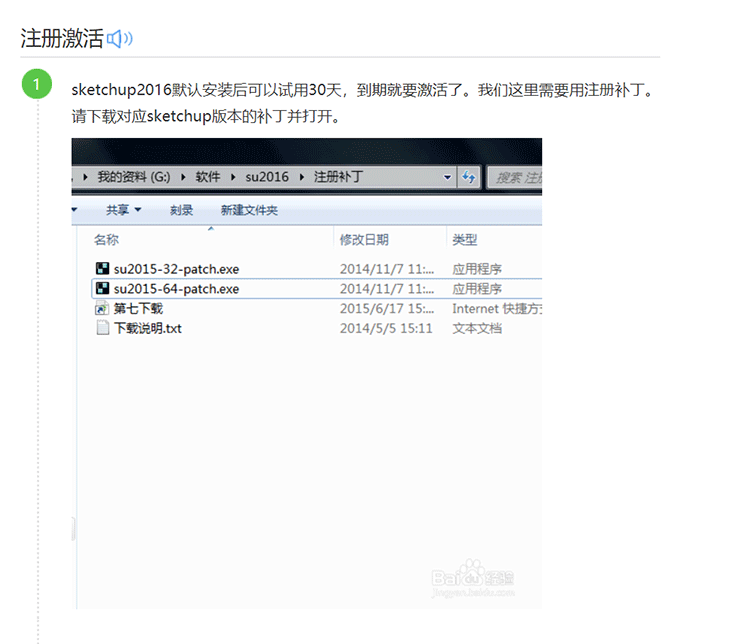 注册激活
1
sketchup2016默认安装后可以试用30天，到期就要激活了。我们这里需要用注册补丁。
请下载对应sketchup版本的补丁并打开。
我的资料 (G:) 软件 su2016 注册补丁 搜索 注册
共享 刻录 新建文件夹
名称 修改日期 类型
su2015-32-patch.exe 2014/11/7 11:... 应用程序
su2015-64-patch.exe 2014/11/7 11:... 应用程序
第七下载 2015/6/17 15:... Internet 快捷方式
下载说明.txt 2014/5/5 15:11 文本文档
Baidu 经验
jingyan.baidu.com